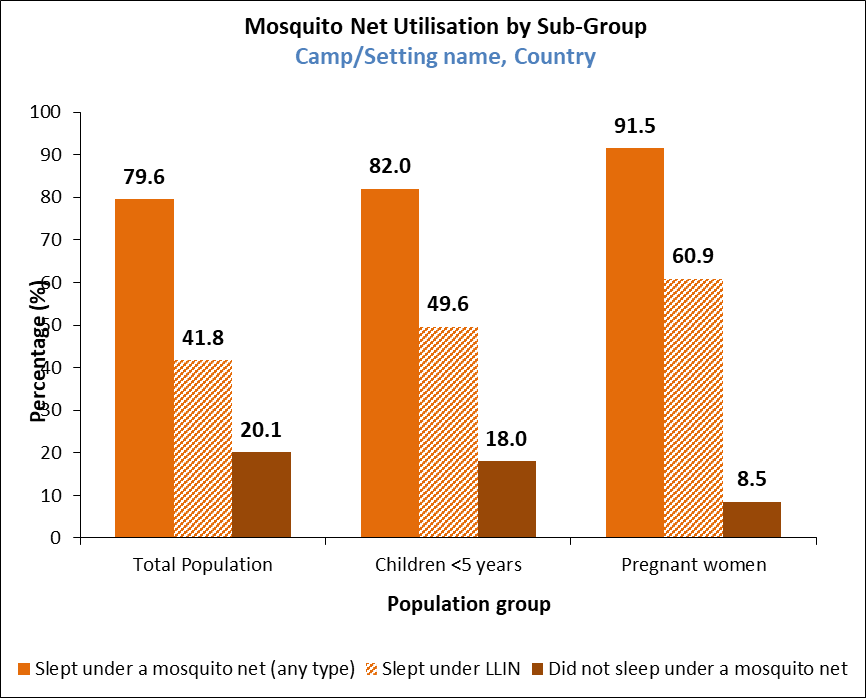 Mosquito Net Utilisation by Sub-Group
Camp/Setting name, Country
Percentage (%)
100
90
80
70
60
50
40
30
20
10
0
79.6
41.8
20.1
82.0
49.6
18.0
91.5
60.9
8.5
Total Population
Children <5 years
Pregnant women
Population group
Slept under a mosquito net (any type)
Slept under LLIN
Did not sleep under a mosquito net